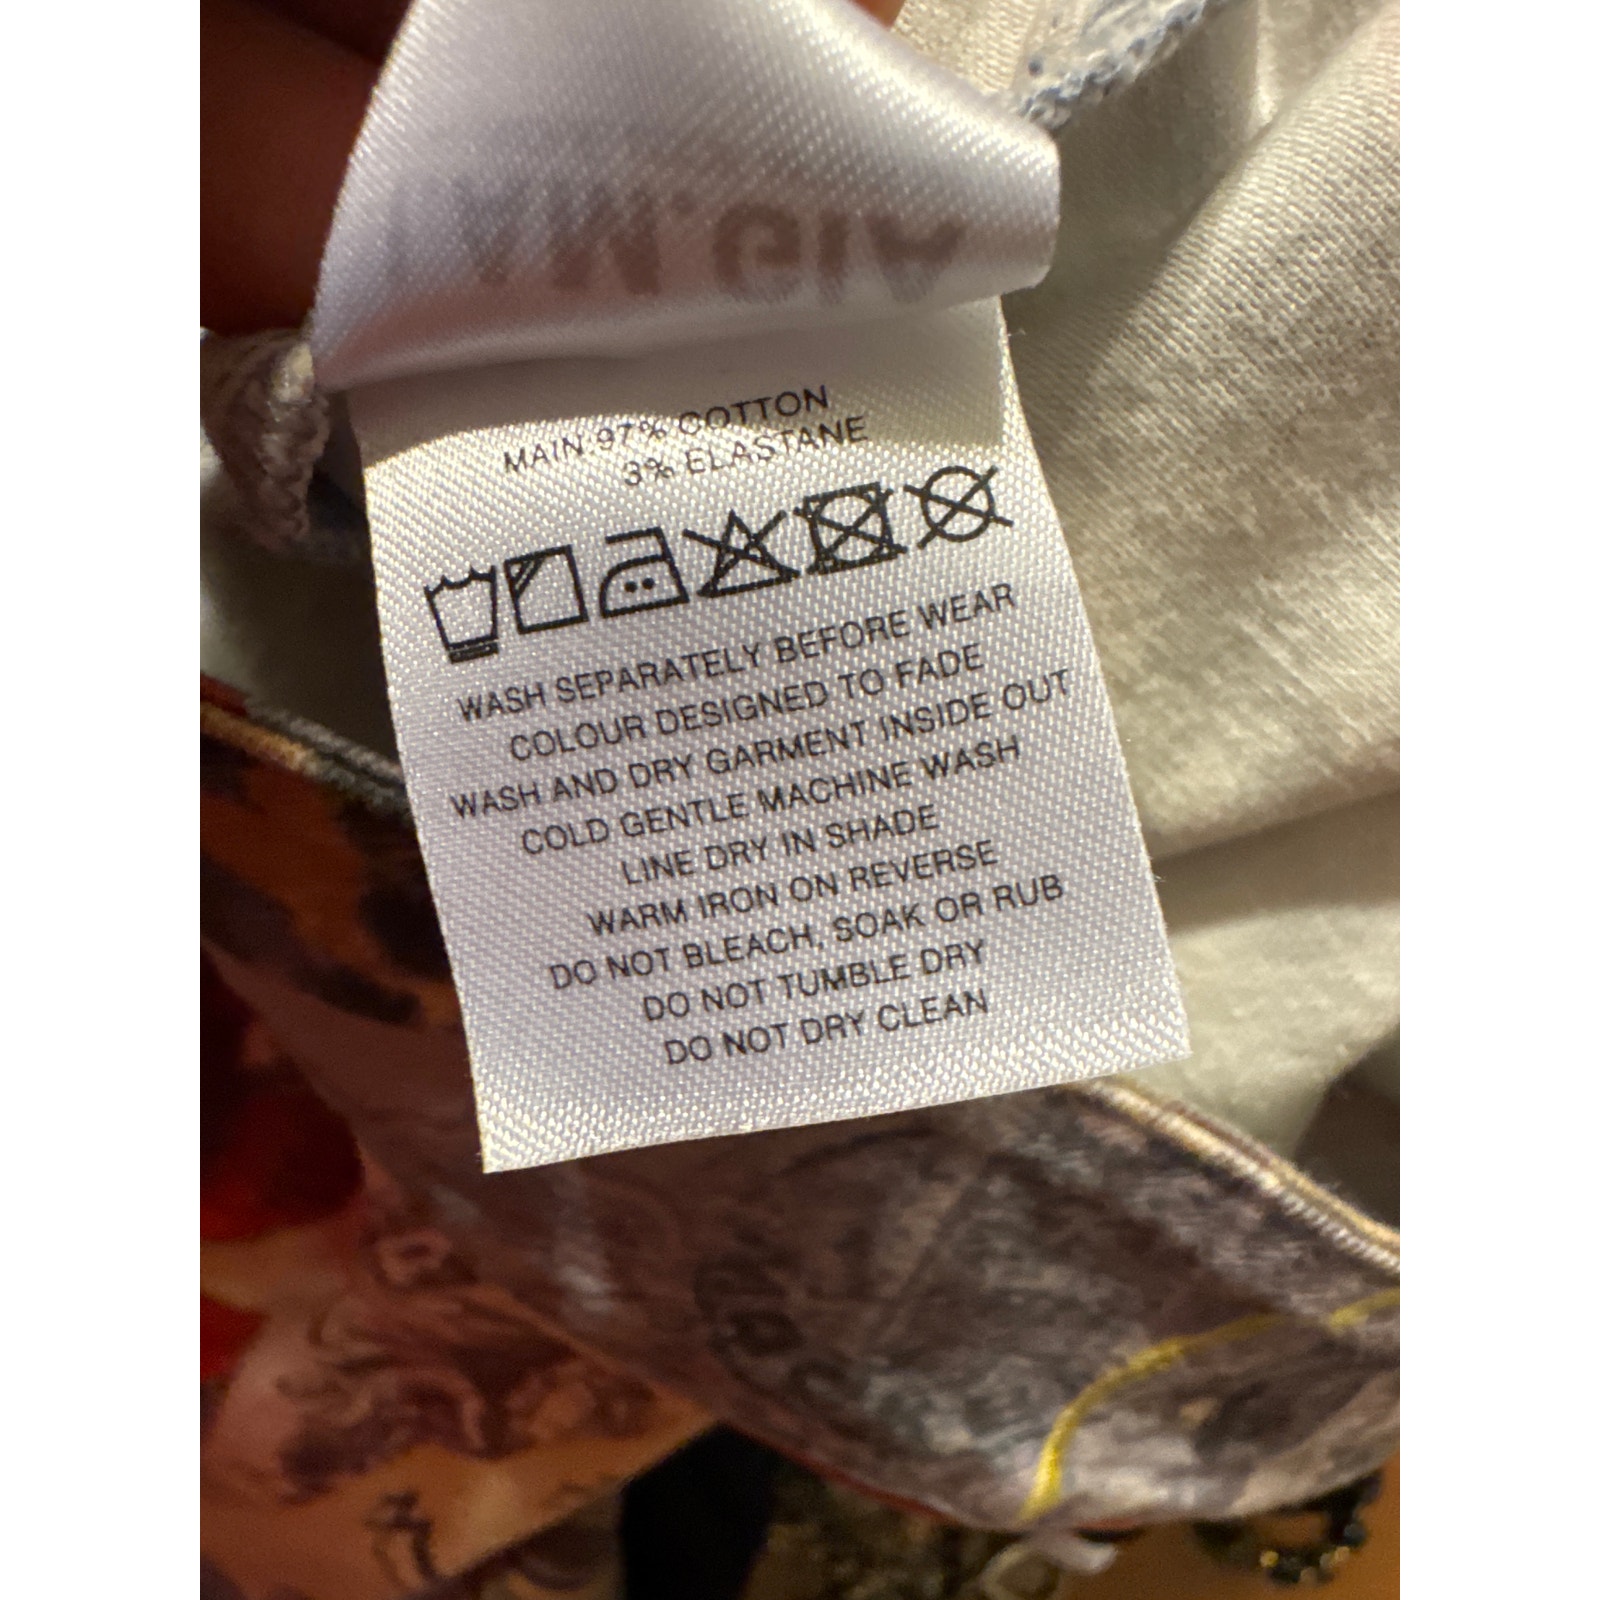 MAIN:97% COTTON
3% ELASTANE
WASH SEPARATELY BEFORE WEAR
COLOUR DESIGNED TO FADE
WASH AND DRY GARMENT INSIDE OUT
COLD GENTLE MACHINE WASH
LINE DRY IN SHADE
WARM IRON ON REVERSE
DO NOT BLEACH, SOAK OR RUB
DO NOT TUMBLE DRY
DO NOT DRY CLEAN